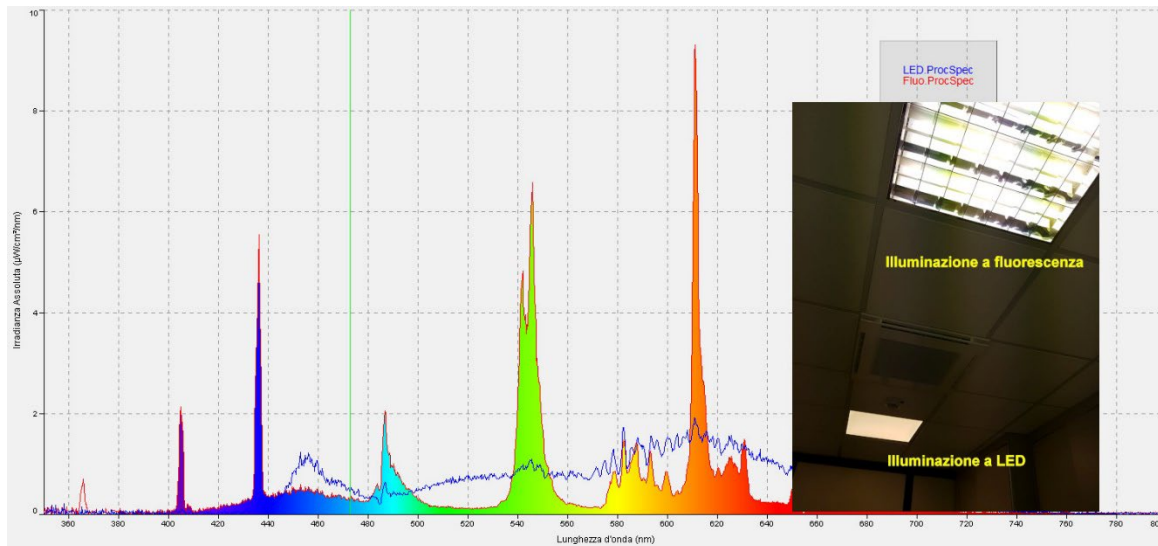 10
8
6
4
2
0
Irradianza Assoluta (µW/cm²/nm)
LED.ProcSpec
Fluo.ProcSpec
Illuminazione a fluorescenza
Illuminazione a LED
360 380 400 420 440 460 480 500 520 540 560 580 600 620 640 660 680 700 720 740 760 780 800
Lunghezza d'onda (nm)